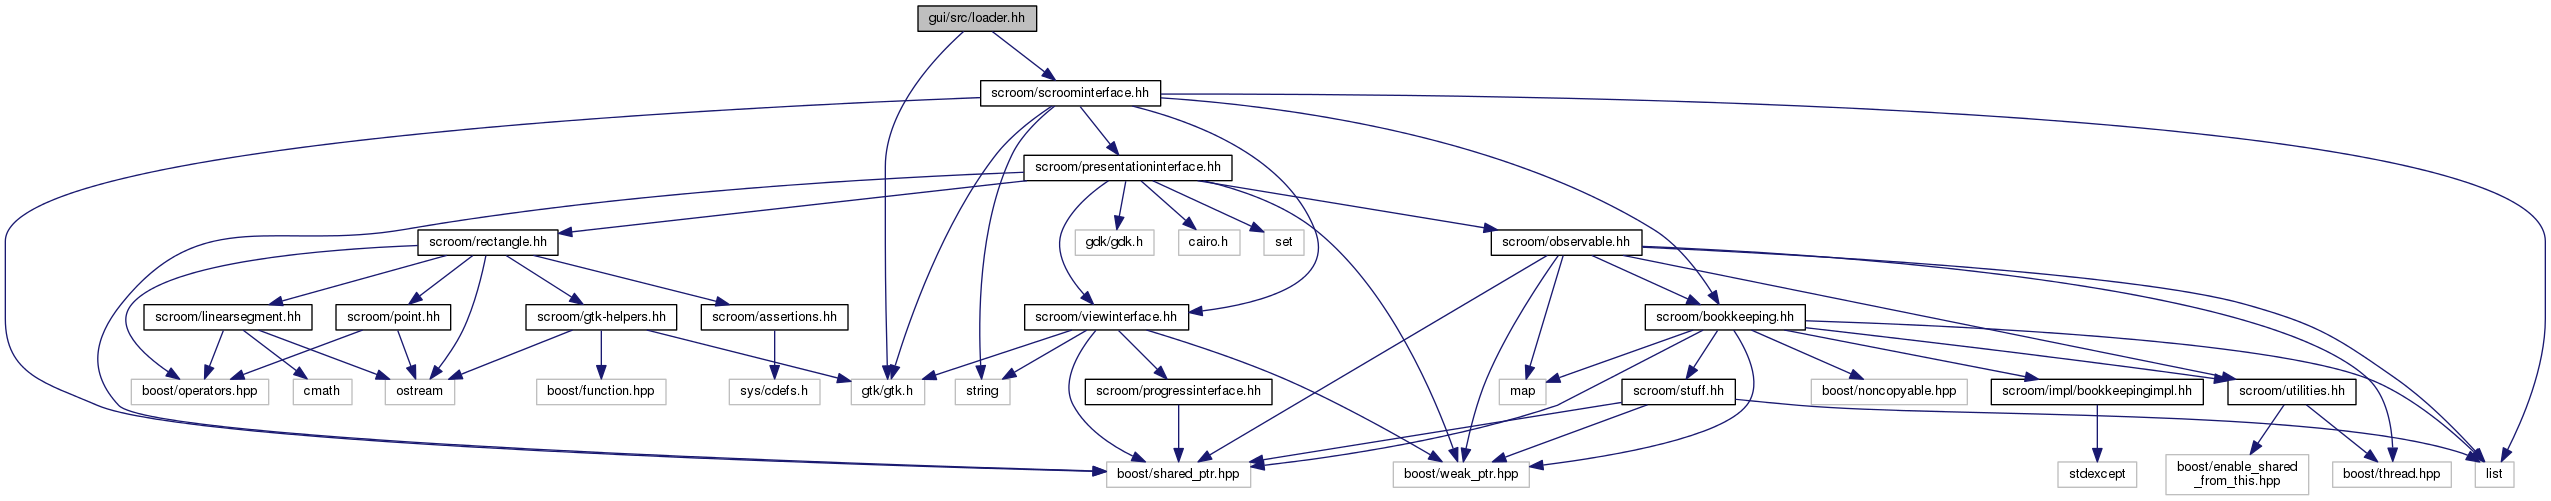 gui/src/loader.hh
scroom/scroominterface.hh
scroom/presentationinterface.hh
scroom/rectangle.hh
gdk/gdk.h
cairo.h
set
scroom/observable.hh
scroom/linearsegment.hh
scroom/point.hh
scroom/gtk-helpers.hh
scroom/assertions.hh
scroom/viewinterface.hh
scroom/bookkeeping.hh
boost/operators.hpp
cmath
ostream
boost/function.hpp
sys/cdefs.h
gtk/gtk.h
string
scroom/progressinterface.hh
map
scroom/stuff.hh
boost/noncopyable.hpp
scroom/impl/bookkeepingimpl.hh
scroom/utilities.hh
boost/shared_ptr.hpp
boost/weak_ptr.hpp
stdexcept
boost/enable_shared
_from_this.hpp
boost/thread.hpp
list